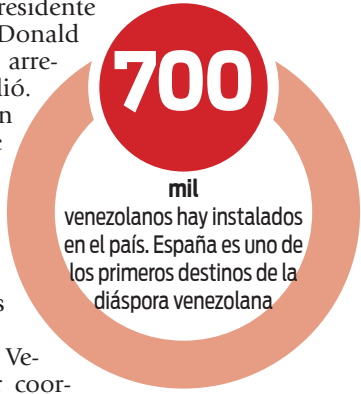 residente
Donald
arre-
lió.
n
700
mil
venezolanos hay instalados
en el país. España es uno de
los primeros destinos de la
diáspora venezolana
s
Ve-
coor-